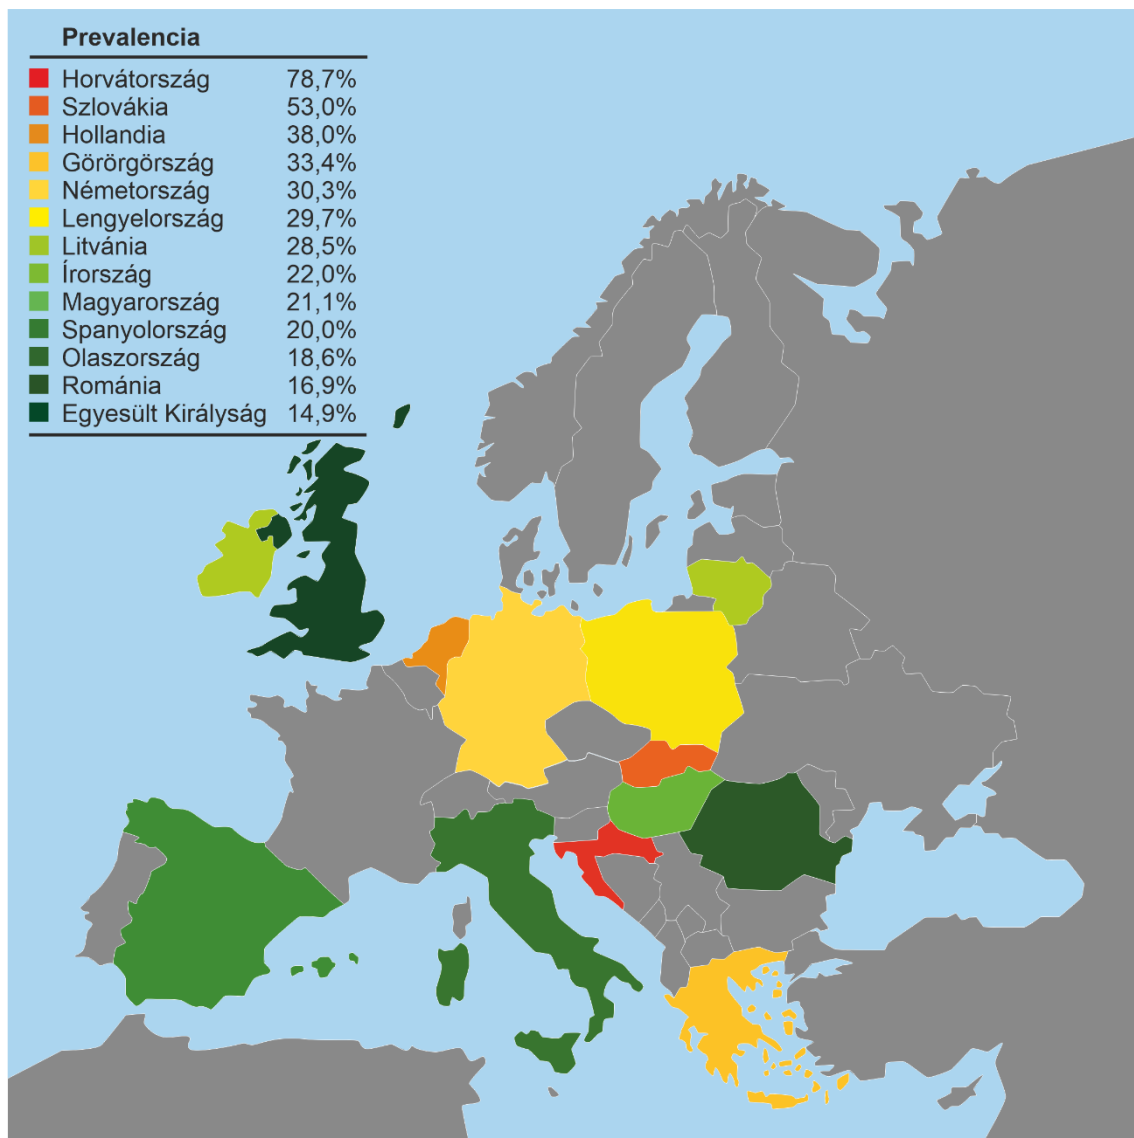 Prevalencia
Horvátország 78,7%
Szlovákia 53,0%
Hollandia 38,0%
Görörgország 33,4%
Németország 30,3%
Lengyelország 29,7%
Litvánia 28,5%
Írország 22,0%
Magyarország 21,1%
Spanyolország 20,0%
Olaszország 18,6%
Románia 16,9%
Egyesült Királyság 14,9%